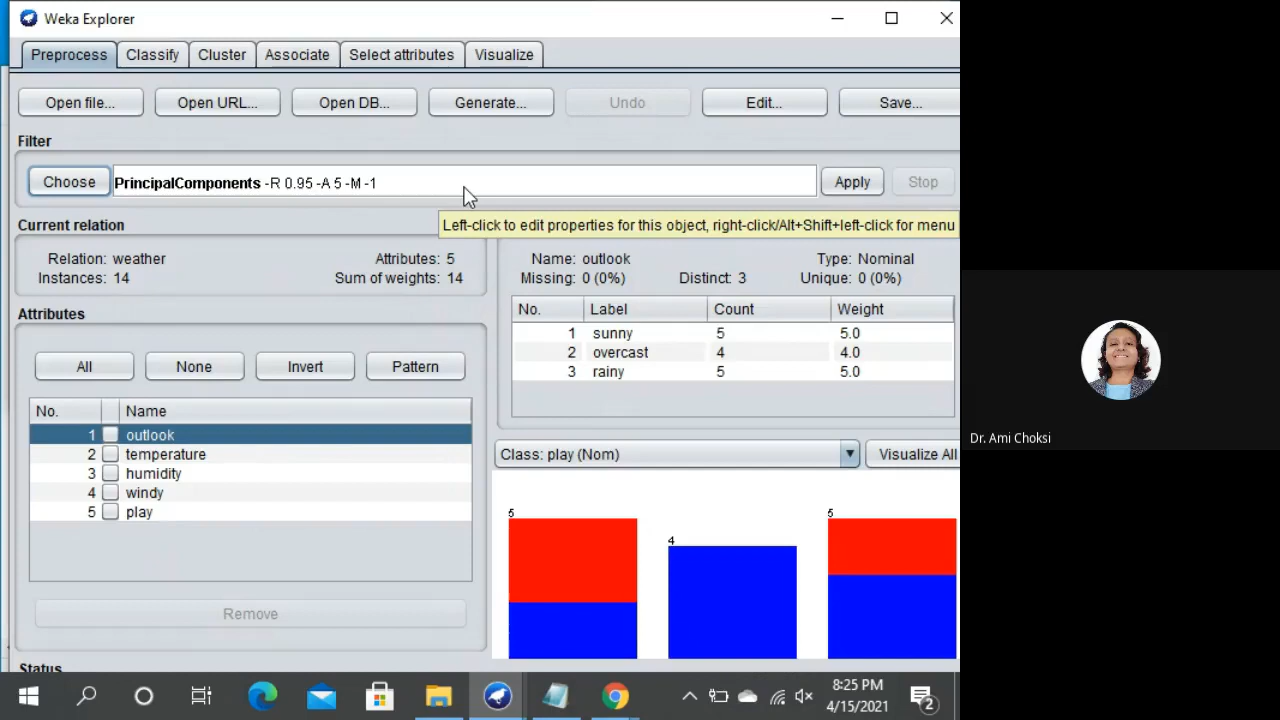 Weka Explorer
Preprocess Classify Cluster Associate Select attributes Visualize
Open file... Open URL... Open DB... Generate... Undo Edit... Save...
Filter
Choose PrincipalComponents -R 0.95 -A 5 -M -1 Apply Stop
Left-click to edit properties for this object, right-click/Alt+Shift+left-click for menu
Current relation
Relation: weather Attributes: 5
Instances: 14 Sum of weights: 14
Name: outlook Type: Nominal
Missing: 0 (0%) Distinct: 3 Unique: 0 (0%)
No. Label Count Weight
1 sunny 5 5.0
2 overcast 4 4.0
3 rainy 5 5.0
Attributes
All None Invert Pattern
No. Name
1 outlook
2 temperature
3 humidity
4 windy
5 play
Remove
Class: play (Nom) Visualize All
5 4 5
Status
8:25 PM
4/15/2021
2
Dr. Ami Choksi